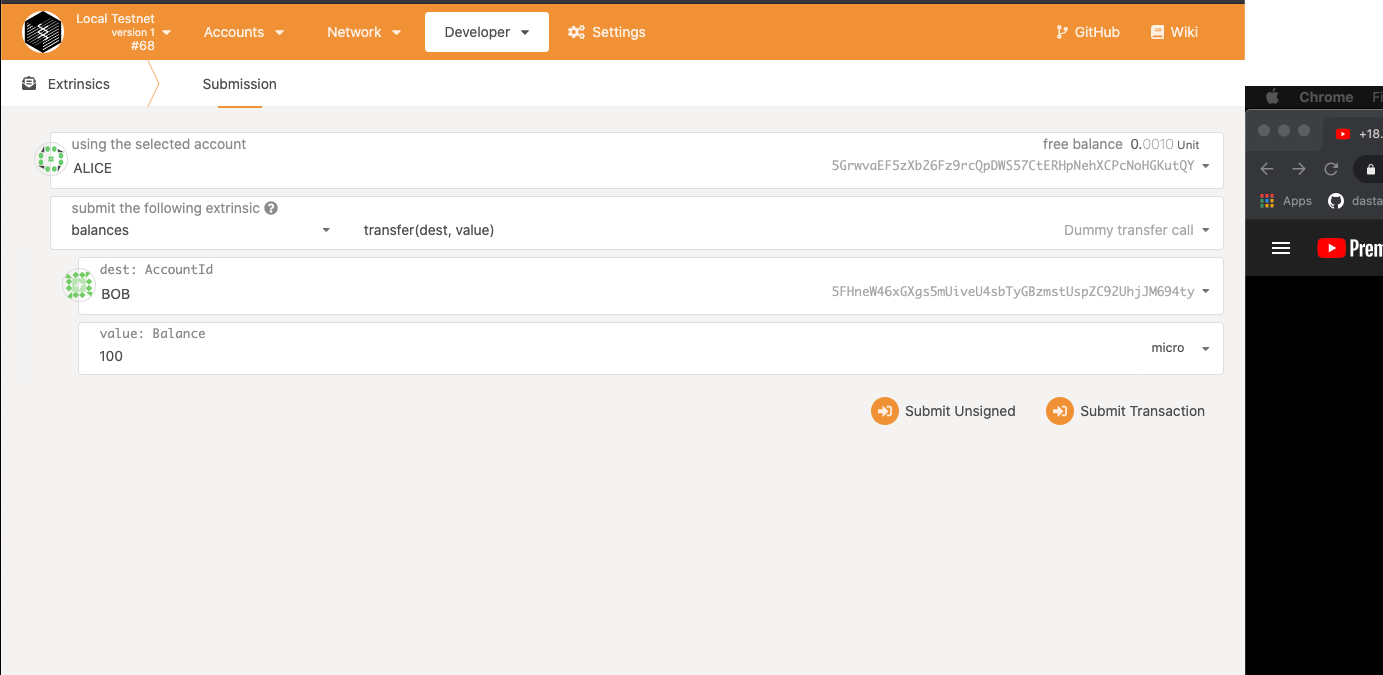 Local Testnet
version 1
#68
Accounts
Network
Developer
Settings
GitHub
Wiki
Extrinsics
Submission
using the selected account
free balance 0.0010 Unit
ALICE
5GrwvaEF5zXb26Fz9rcQpDWS57CtERHpNehXCPcNoHGKutQY
submit the following extrinsic
balances
transfer(dest, value)
Dummy transfer call
dest: AccountId
BOB
5FHneW46xGXgs5mUiveU4sbTyGBzmstUspZC92UhjJM694ty
value: Balance
100
micro
Submit Unsigned
Submit Transaction
Chrome Fi
+18.
Apps
dasta
Prem